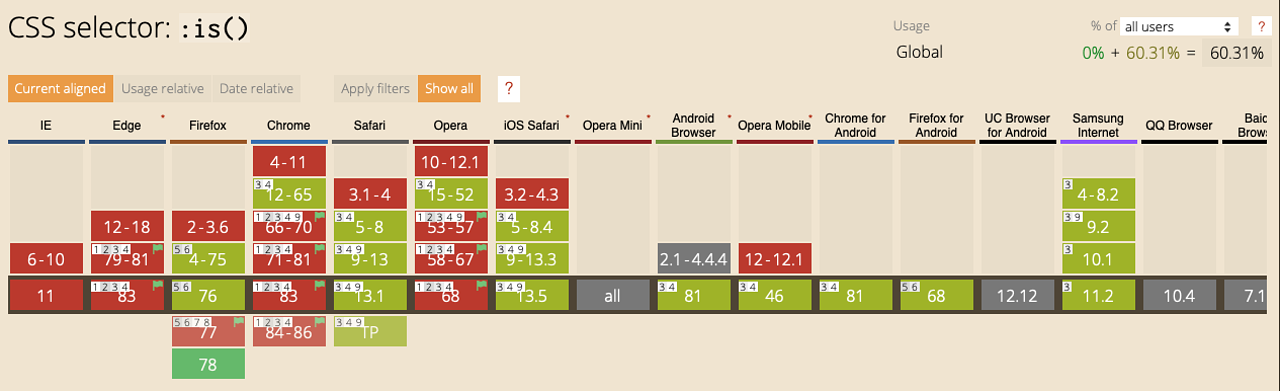 CSS selector: :is()
Usage % of all users ?
Global 0% + 60.31% = 60.31%
Current aligned Usage relative Date relative Apply filters Show all ?
IE Edge * Firefox Chrome Safari Opera iOS Safari * Opera Mini * Android Browser * Opera Mobile * Chrome for Android Firefox for Android UC Browser for Android Samsung Internet QQ Browser Baid Brows
4-11 10-12.1
3 4 12-65 3.1-4 3 4 15-52 3.2-4.3 3 4-8.2
12-18 2-3.6 1 2 3 4 9 66-70 3 4 5-8 1 2 3 4 9 53-57 3 4 5-8.4 3 9 9.2
6-10 1 2 3 4 79-81 5 6 4-75 1 2 3 4 71-81 3 4 9 9-13 1 2 3 4 58-67 3 4 9 9-13.3 2.1-4.4.4 12-12.1 3 10.1
11 1 2 3 4 83 5 6 76 1 2 3 4 83 3 4 9 13.1 1 2 3 4 68 3 4 9 13.5 all 3 4 81 3 4 46 3 4 81 5 6 68 12.12 3 11.2 10.4 7.1
5 6 7 8 77 1 2 3 4 84-86 3 4 9 TP
78